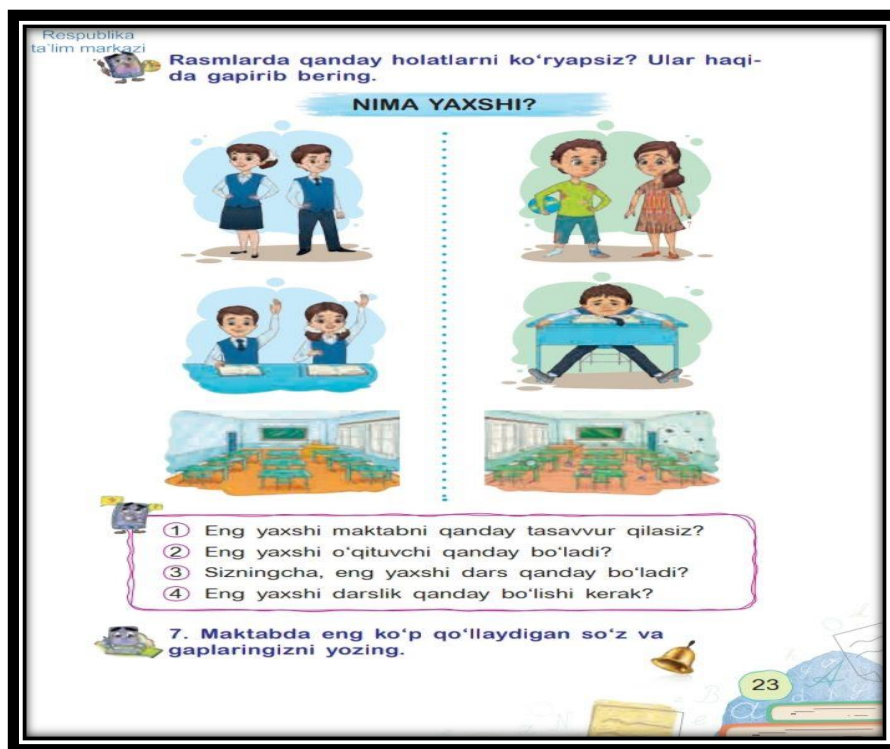 Respublika
ta'lim markazi
Rasmlarda qanday holatlarni ko‘ryapsiz? Ular haqi-
da gapirib bering.
NIMA YAXSHI?
1 Eng yaxshi maktabni qanday tasavvur qilasiz?
2 Eng yaxshi o‘qituvchi qanday bo‘ladi?
3 Sizningcha, eng yaxshi dars qanday bo‘ladi?
4 Eng yaxshi darslik qanday bo‘lishi kerak?
7. Maktabda eng ko‘p qo‘llaydigan so‘z va
gaplaringizni yozing.
23